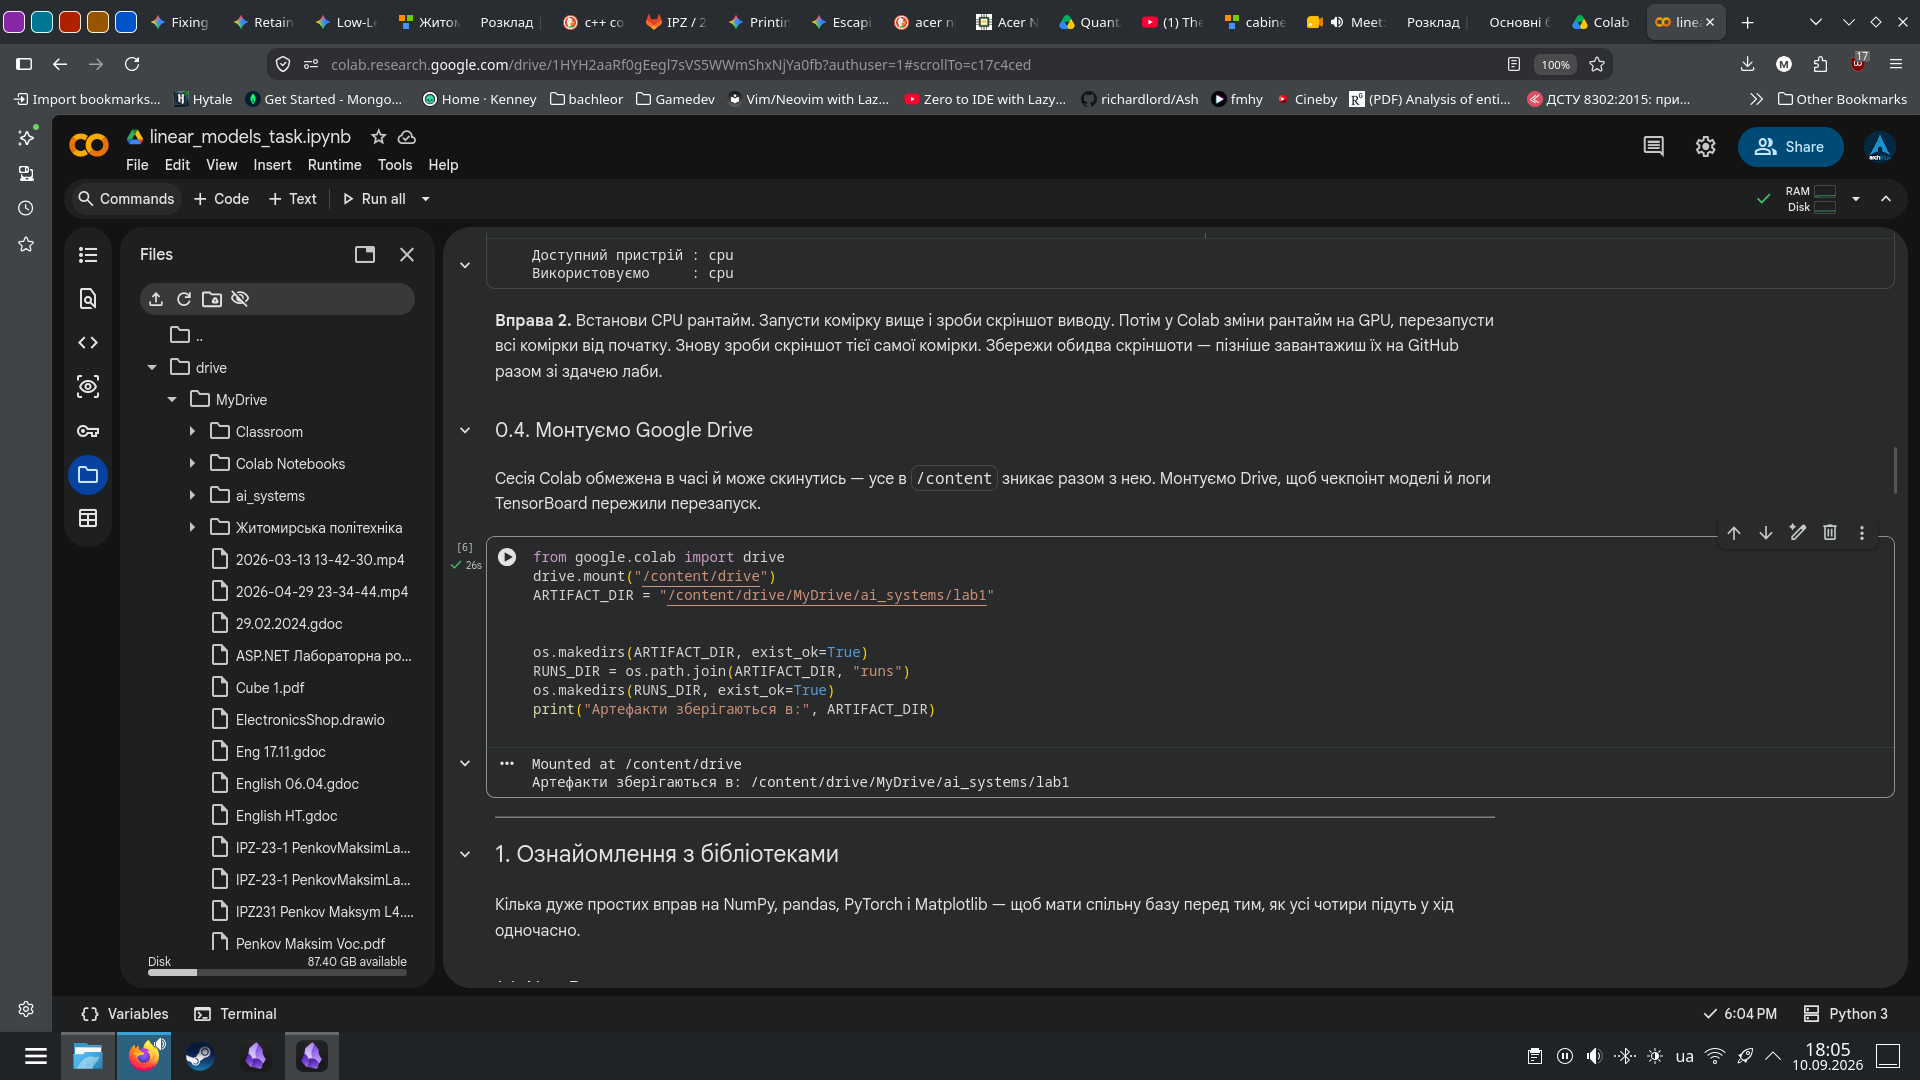 Fixing
Retain
Low-Le
Житом
Розклад
c++ co
IPZ / 2
Printin
Escapi
acer n
Acer N
Quant
(1) The
cabine
Meet
Розклад
Основні б
Colab
linea
colab.research.google.com/drive/1HYH2aaRf0gEegl7sVS5WWmShxNjYa0fb?authuser=1#scrollTo=c17c4ced
100%
17
Import bookmarks...
Hytale
Get Started - Mongo...
Home · Kenney
bachleor
Gamedev
Vim/Neovim with Laz...
Zero to IDE with Lazy...
richardlord/Ash
fmhy
Cineby
(PDF) Analysis of enti...
ДСТУ 8302:2015: при...
Other Bookmarks
linear_models_task.ipynb
File Edit View Insert Runtime Tools Help
Share
Commands + Code + Text Run all
RAM
Disk
Files
..
drive
MyDrive
Classroom
Colab Notebooks
ai_systems
Житомирська політехніка
2026-03-13 13-42-30.mp4
2026-04-29 23-34-44.mp4
29.02.2024.gdoc
ASP.NET Лабораторна ро...
Cube 1.pdf
ElectronicsShop.drawio
Eng 17.11.gdoc
English 06.04.gdoc
English HT.gdoc
IPZ-23-1 PenkovMaksimLa...
IPZ-23-1 PenkovMaksimLa...
IPZ231 Penkov Maksym L4....
Penkov Maksim Voc.pdf
Disk 87.40 GB available
Доступний пристрій : cpu
Використовуємо : cpu
Вправа 2. Встанови CPU рантайм. Запусти комірку вище і зроби скріншот виводу. Потім у Colab зміни рантайм на GPU, перезапусти
всі комірки від початку. Знову зроби скріншот тієї самої комірки. Збережи обидва скріншоти — пізніше завантажиш їх на GitHub
разом зі здачею лаби.
0.4. Монтуємо Google Drive
Сесія Colab обмежена в часі й може скинутись — усе в /content зникає разом з нею. Монтуємо Drive, щоб чекпоінт моделі й логи
TensorBoard пережили перезапуск.
[6]
26s
from google.colab import drive
drive.mount("/content/drive")
ARTIFACT_DIR = "/content/drive/MyDrive/ai_systems/lab1"
os.makedirs(ARTIFACT_DIR, exist_ok=True)
RUNS_DIR = os.path.join(ARTIFACT_DIR, "runs")
os.makedirs(RUNS_DIR, exist_ok=True)
print("Артефакти зберігаються в:", ARTIFACT_DIR)
Mounted at /content/drive
Артефакти зберігаються в: /content/drive/MyDrive/ai_systems/lab1
1. Ознайомлення з бібліотеками
Кілька дуже простих вправ на NumPy, pandas, PyTorch і Matplotlib — щоб мати спільну базу перед тим, як усі чотири підуть у хід
одночасно.
Variables
Terminal
6:04 PM
Python 3
ua
18:05
10.09.2026